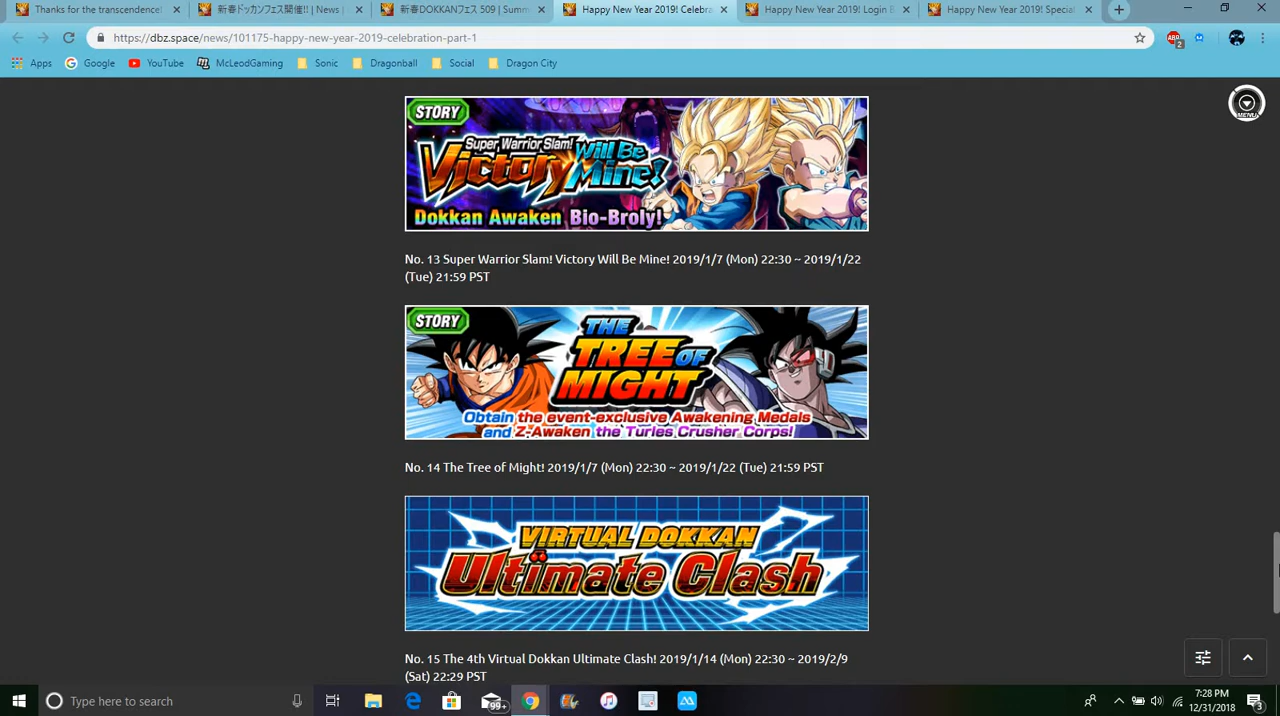 Thanks for the transcendence!
新春ドッカンフェス開催!! | News |
新春DOKKANフェス 509 | Summ
Happy New Year 2019! Celebra
Happy New Year 2019! Login B
Happy New Year 2019! Special
https://dbz.space/news/101175-happy-new-year-2019-celebration-part-1
ABP
2
Apps
Google
YouTube
McLeodGaming
Sonic
Dragonball
Social
Dragon City
MENU
STORY
Super Warrior Slam!
Victory Will Be Mine!
Dokkan Awaken Bio-Broly!
No. 13 Super Warrior Slam! Victory Will Be Mine! 2019/1/7 (Mon) 22:30 ~ 2019/1/22
(Tue) 21:59 PST
STORY
THE
TREE OF
MIGHT
Obtain the event-exclusive Awakening Medals
and Z-Awaken the Turles Crusher Corps!
No. 14 The Tree of Might! 2019/1/7 (Mon) 22:30 ~ 2019/1/22 (Tue) 21:59 PST
VIRTUAL DOKKAN
Ultimate Clash
No. 15 The 4th Virtual Dokkan Ultimate Clash! 2019/1/14 (Mon) 22:30 ~ 2019/2/9
(Sat) 22:29 PST
Type here to search
99+
7:28 PM
12/31/2018
3